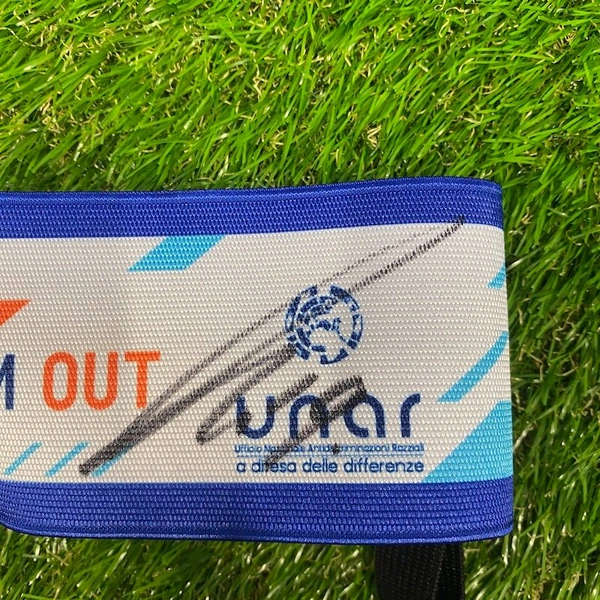 M OUT
unar
Ufficio Nazionale Antidiscriminazioni Razziali
a difesa delle differenze